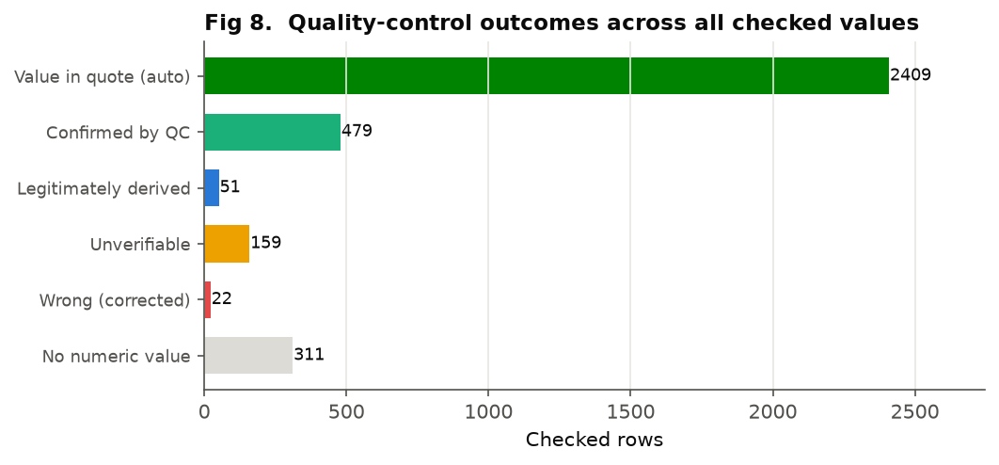 Fig 8.  Quality-control outcomes across all checked values
Value in quote (auto) 2409
Confirmed by QC 479
Legitimately derived 51
Unverifiable 159
Wrong (corrected) 22
No numeric value 311
0 500 1000 1500 2000 2500
Checked rows